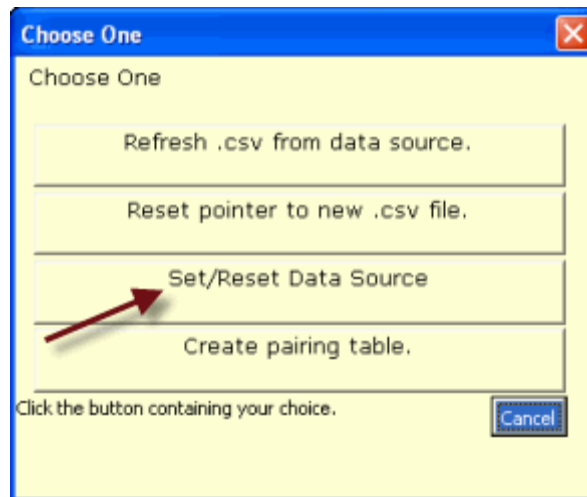 Choose One
Choose One
Refresh .csv from data source.
Reset pointer to new .csv file.
Set/Reset Data Source
Create pairing table.
Click the button containing your choice.
Cancel